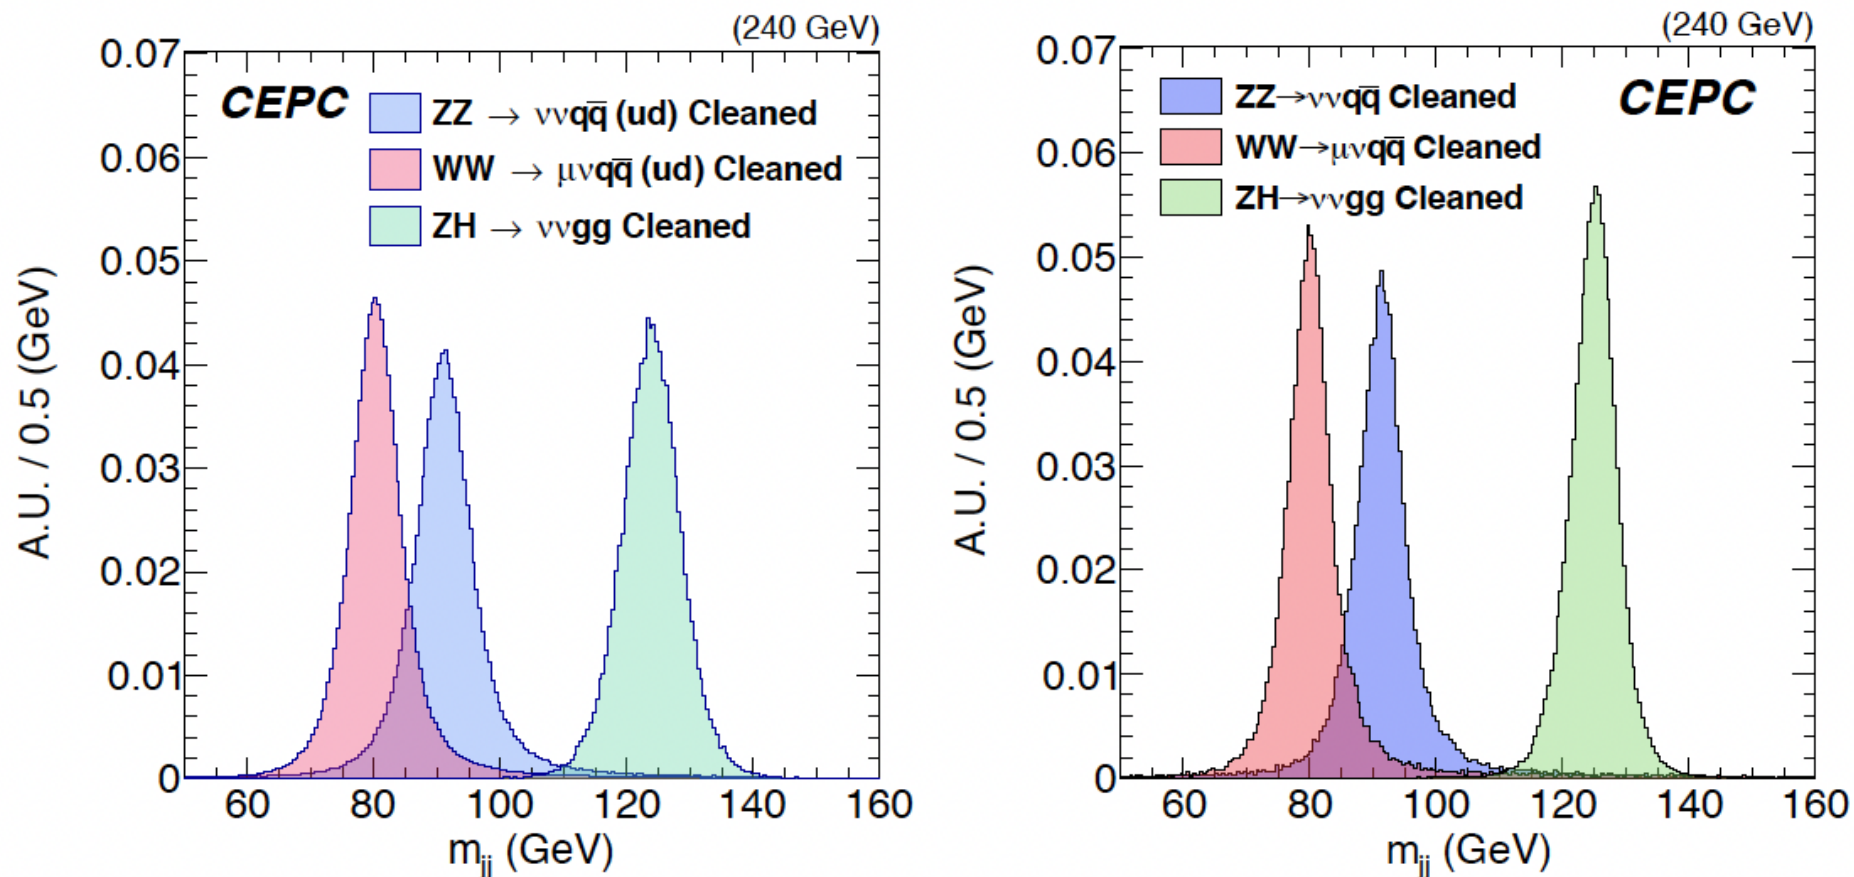 (240 GeV)
0.07
0.06
0.05
0.04
0.03
0.02
0.01
0
A.U. / 0.5 (GeV)
CEPC
ZZ → ννqq̅ (ud) Cleaned
WW → μνqq̅ (ud) Cleaned
ZH → ννgg Cleaned
60 80 100 120 140 160
mjj (GeV)
(240 GeV)
0.07
0.06
0.05
0.04
0.03
0.02
0.01
0
A.U. / 0.5 (GeV)
ZZ→ννqq̅ Cleaned
WW→μνqq̅ Cleaned
ZH→ννgg Cleaned
CEPC
60 80 100 120 140 160
mjj (GeV)